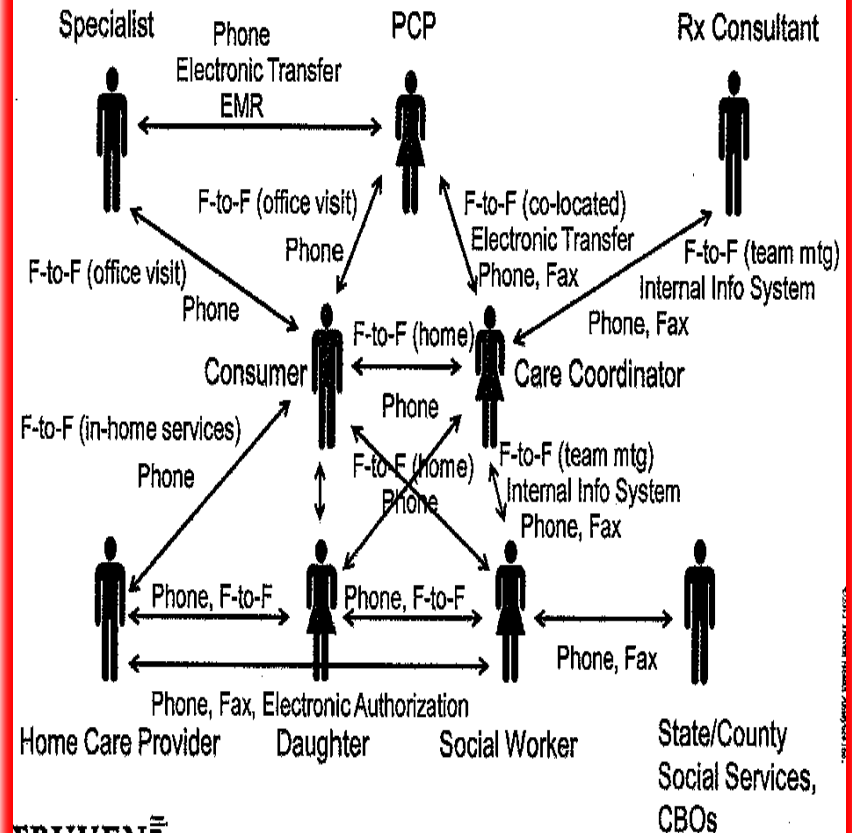 Specialist
PCP
Rx Consultant
Phone
Electronic Transfer
EMR
F-to-F (office visit)
Phone
F-to-F (co-located)
Electronic Transfer
Phone, Fax
F-to-F (team mtg)
Internal Info System
Phone, Fax
F-to-F (office visit)
Phone
Consumer
F-to-F (home)
Phone
Care Coordinator
F-to-F (in-home services)
Phone
F-to-F (home)
Phone
F-to-F (team mtg)
Internal Info System
Phone, Fax
Phone, F-to-F
Phone, F-to-F
Phone, Fax
Phone, Fax, Electronic Authorization
Home Care Provider
Daughter
Social Worker
State/County
Social Services,
CBOs